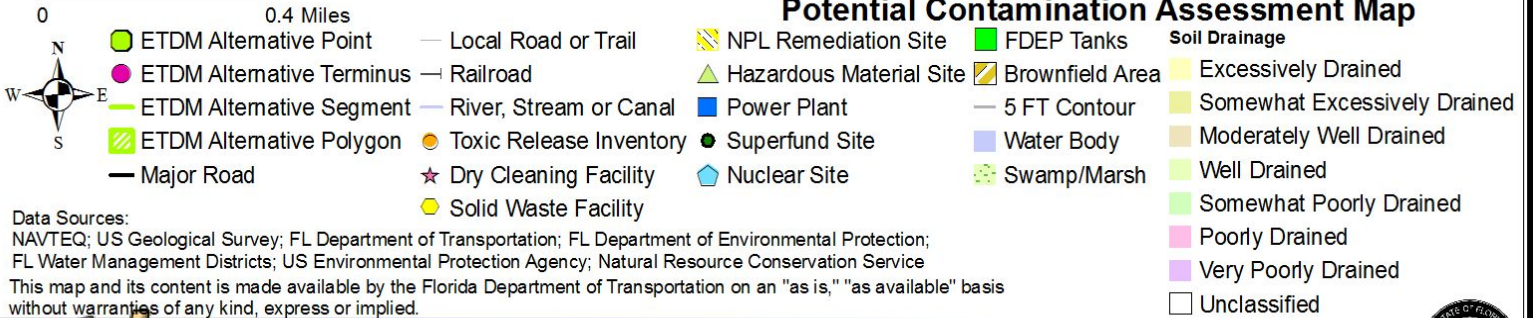 0 0.4 Miles
Potential Contamination Assessment Map
N
W E
S
ETDM Alternative Point
ETDM Alternative Terminus
ETDM Alternative Segment
ETDM Alternative Polygon
Major Road
Local Road or Trail
Railroad
River, Stream or Canal
Toxic Release Inventory
Dry Cleaning Facility
Solid Waste Facility
NPL Remediation Site
Hazardous Material Site
Power Plant
Superfund Site
Nuclear Site
FDEP Tanks
Brownfield Area
5 FT Contour
Water Body
Swamp/Marsh
Soil Drainage
Excessively Drained
Somewhat Excessively Drained
Moderately Well Drained
Well Drained
Somewhat Poorly Drained
Poorly Drained
Very Poorly Drained
Unclassified
Data Sources:
NAVTEQ; US Geological Survey; FL Department of Transportation; FL Department of Environmental Protection;
FL Water Management Districts; US Environmental Protection Agency; Natural Resource Conservation Service
This map and its content is made available by the Florida Department of Transportation on an "as is," "as available" basis
without warranties of any kind, express or implied.